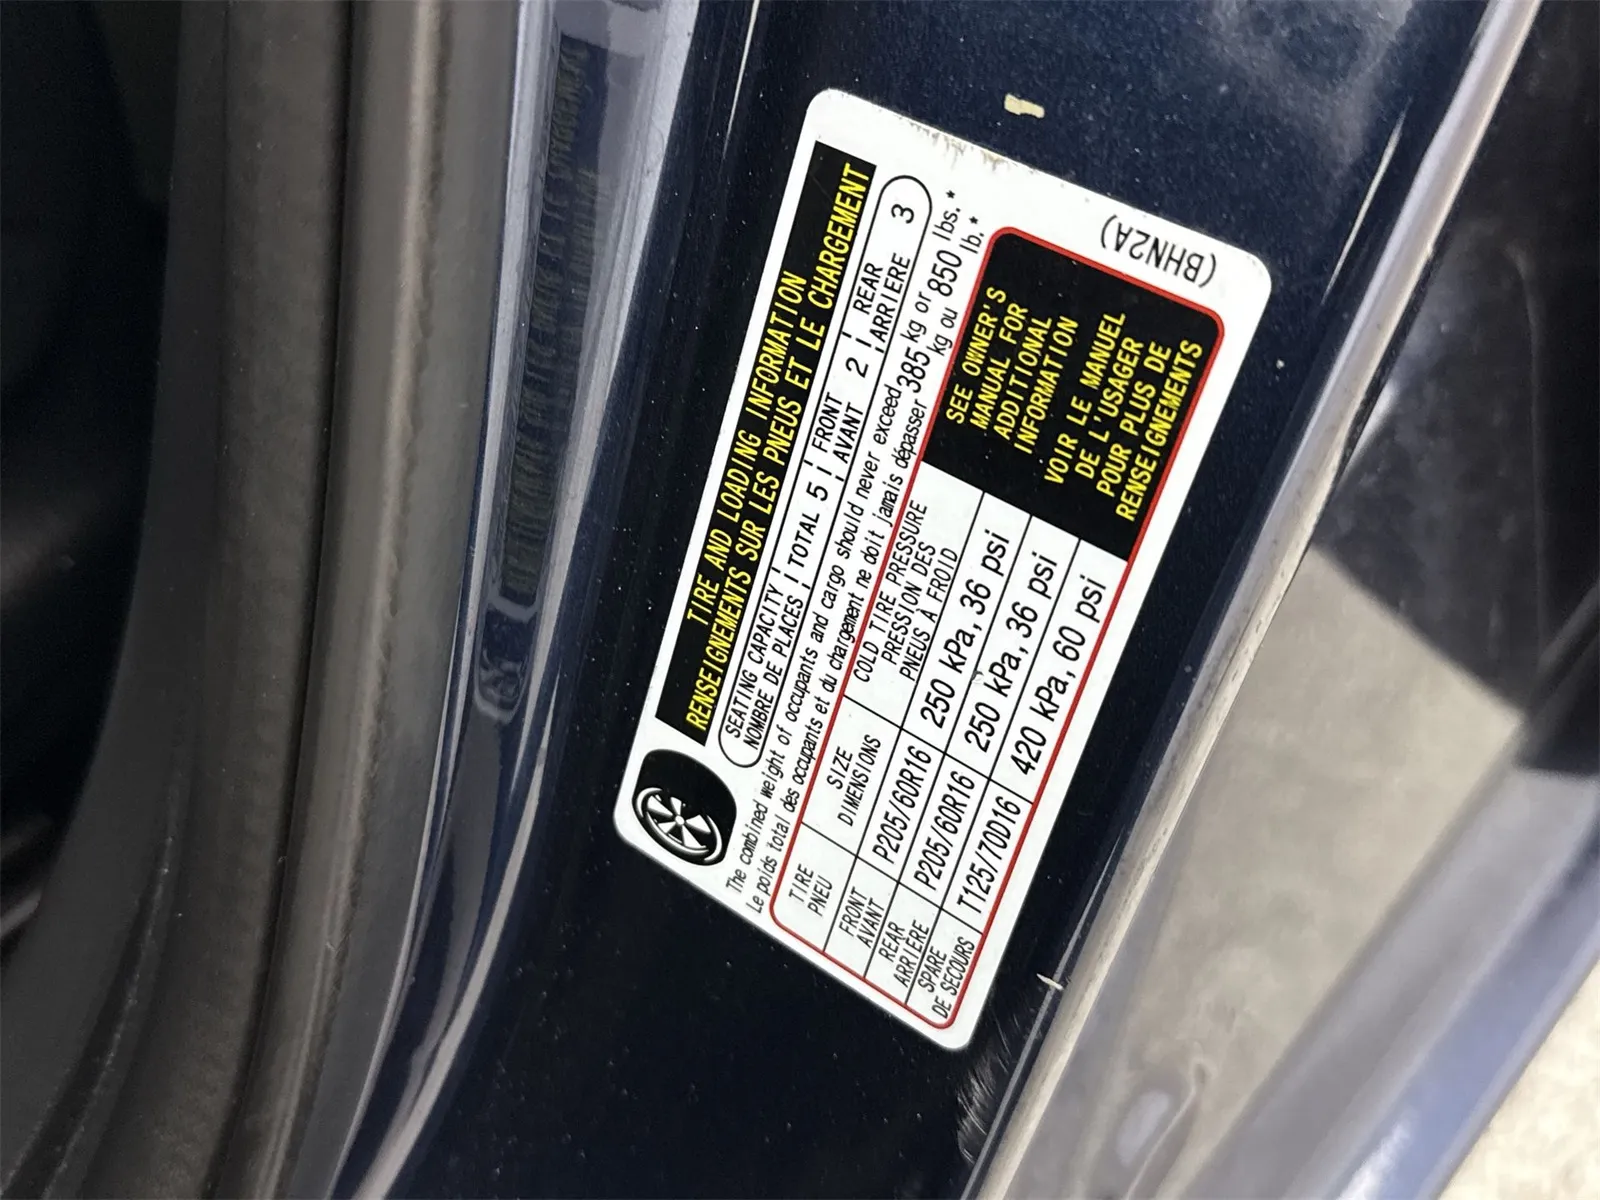 TIRE AND LOADING INFORMATION
RENSEIGNEMENTS SUR LES PNEUS ET LE CHARGEMENT
SEATING CAPACITY TOTAL 5 FRONT 2 REAR 3
NOMBRE DE PLACES AVANT ARRIÈRE
The combined weight of occupants and cargo should never exceed 385 kg or 850 lbs.*
Le poids total des occupants et du chargement ne doit jamais dépasser kg ou lb.*
TIRE SIZE COLD TIRE PRESSURE
PNEU DIMENSIONS PRESSION DES
PNEUS À FROID
FRONT P205/60R16 250 kPa, 36 psi
AVANT
REAR P205/60R16 250 kPa, 36 psi
ARRIÈRE
SPARE T125/70D16 420 kPa, 60 psi
DE SECOURS
SEE OWNER'S
MANUAL FOR
ADDITIONAL
INFORMATION
VOIR LE MANUEL
DE L'USAGER
POUR PLUS DE
RENSEIGNEMENTS
(BHN2A)